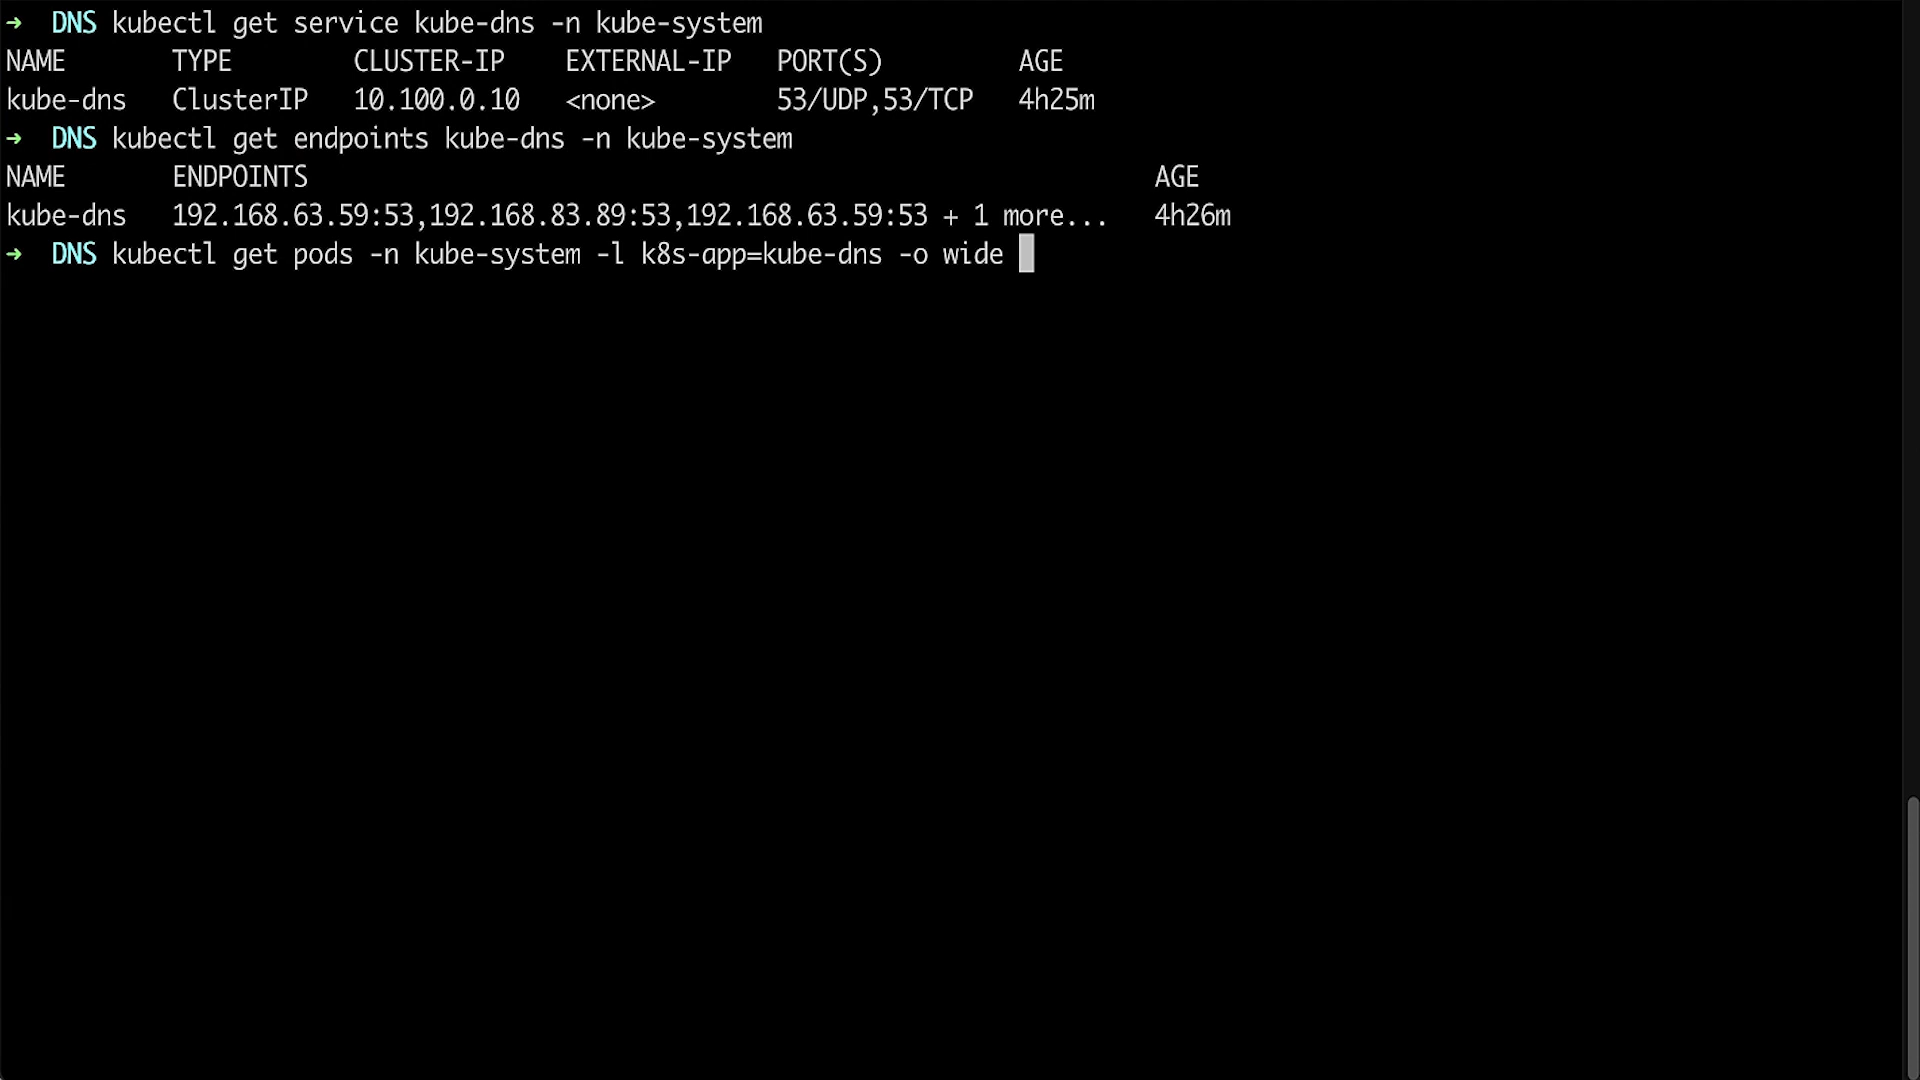 → DNS kubectl get service kube-dns -n kube-system
NAME TYPE CLUSTER-IP EXTERNAL-IP PORT(S) AGE
kube-dns ClusterIP 10.100.0.10 <none> 53/UDP,53/TCP 4h25m
→ DNS kubectl get endpoints kube-dns -n kube-system
NAME ENDPOINTS AGE
kube-dns 192.168.63.59:53,192.168.83.89:53,192.168.63.59:53 + 1 more... 4h26m
→ DNS kubectl get pods -n kube-system -l k8s-app=kube-dns -o wide